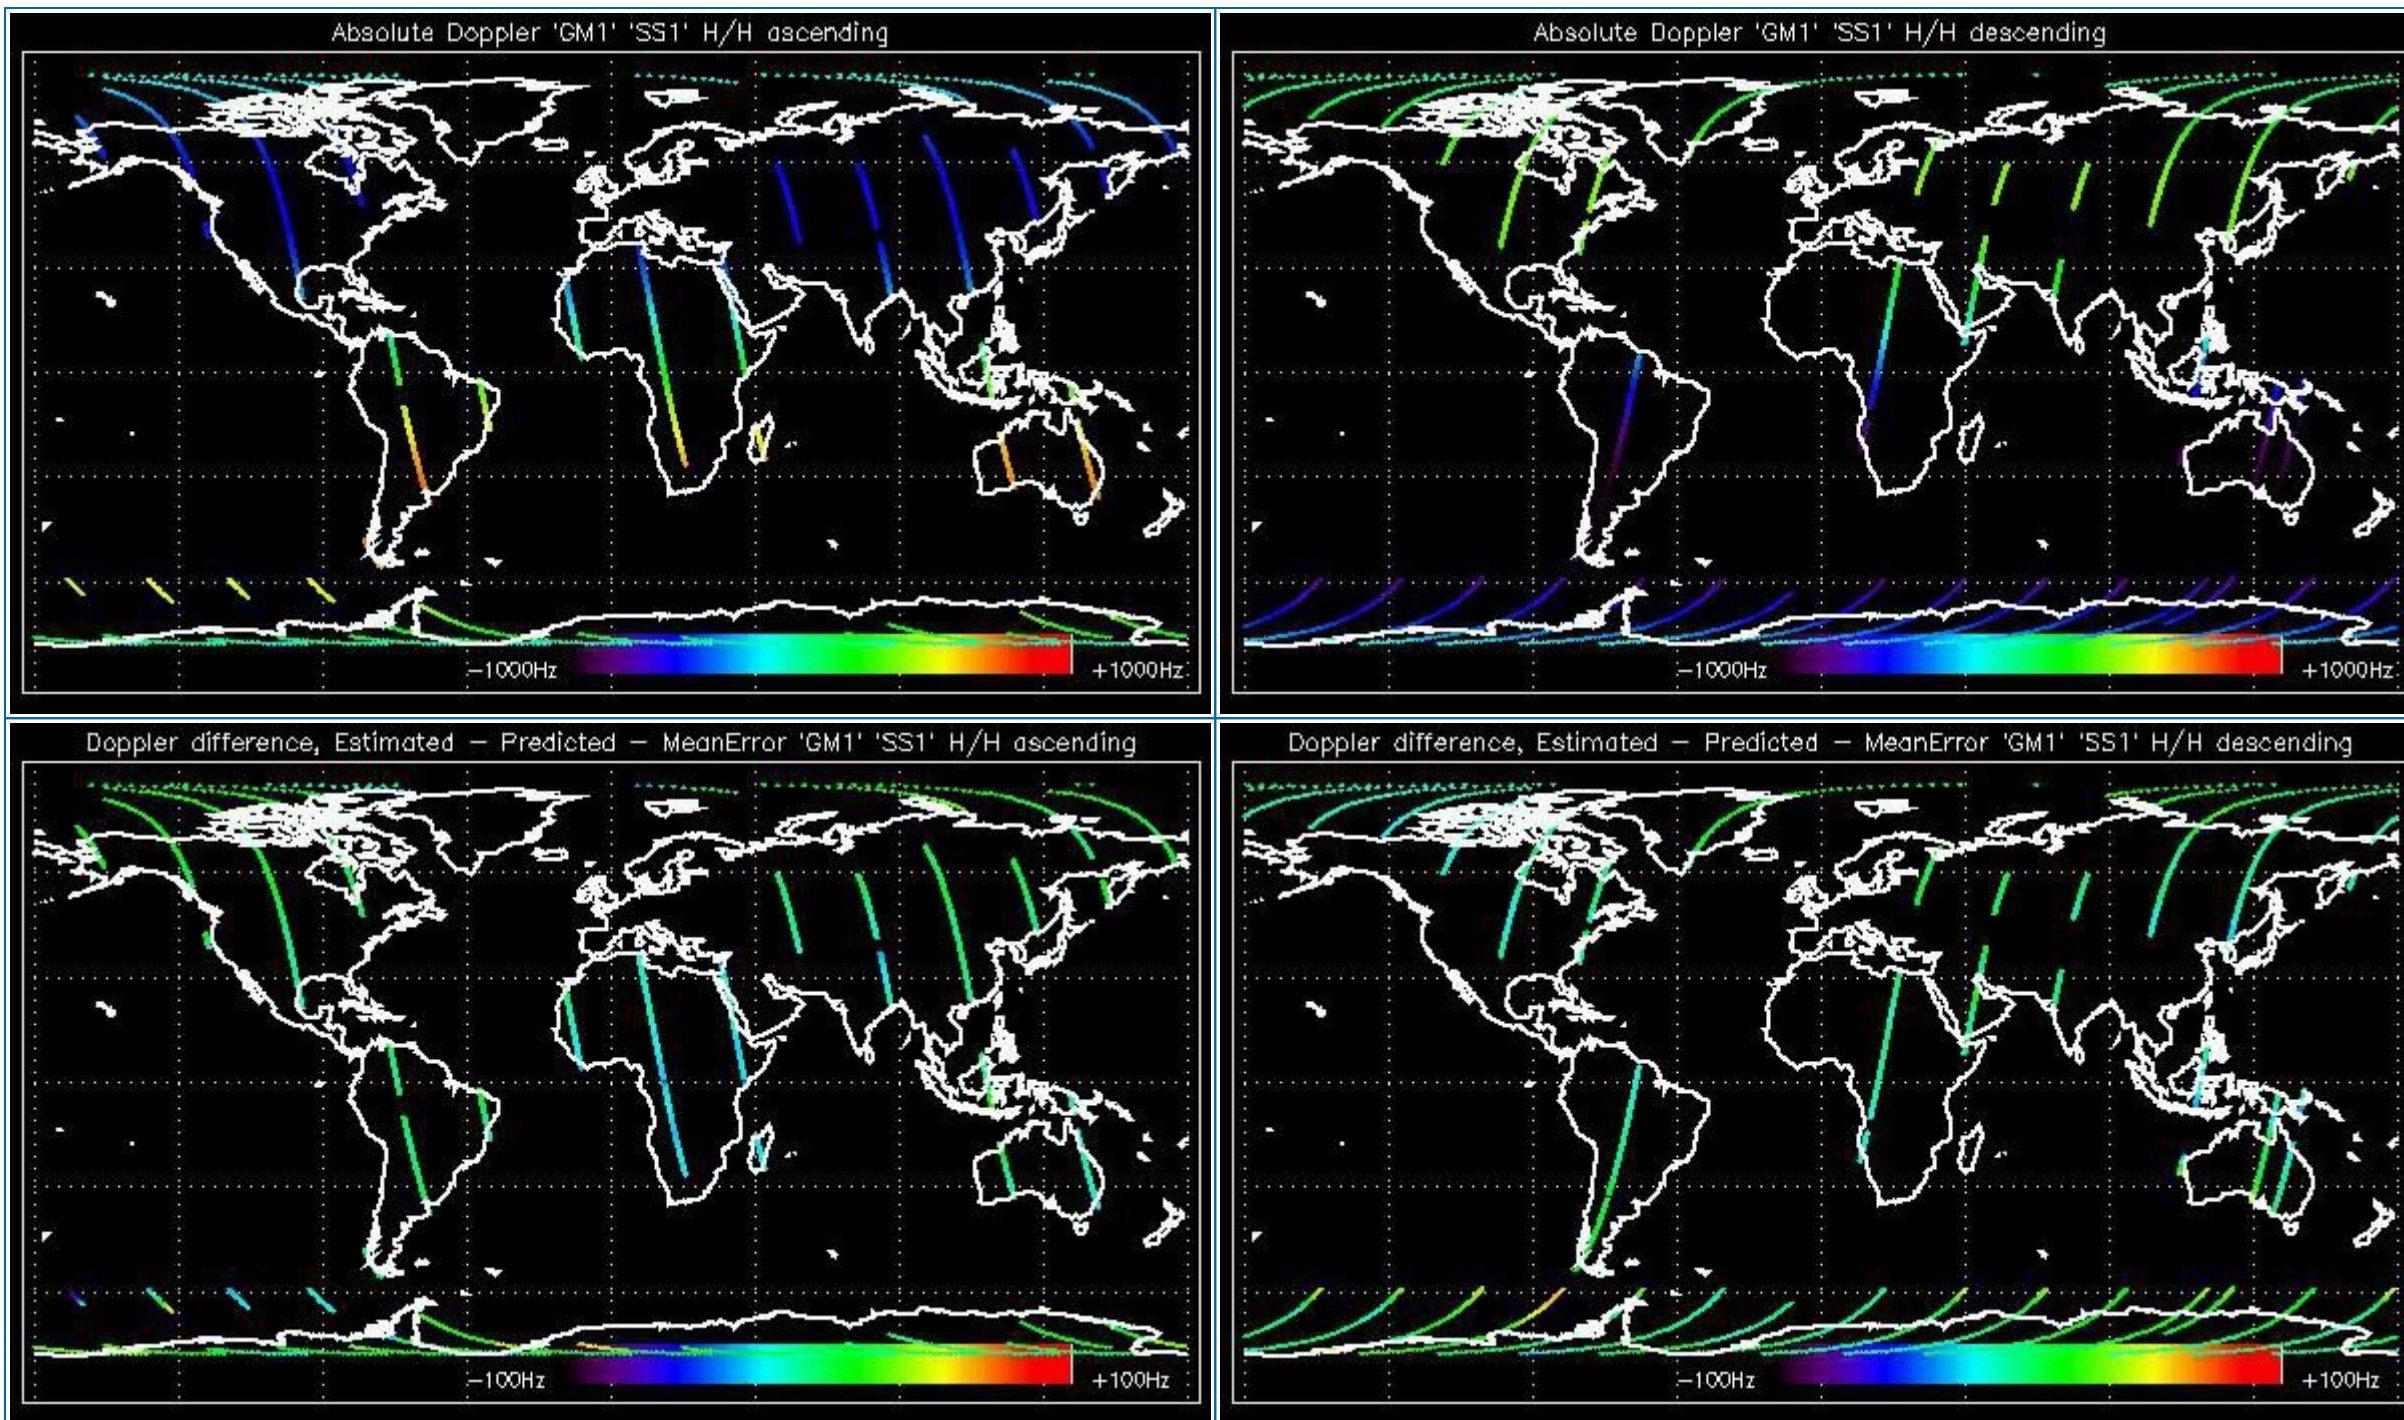 Absolute Doppler 'GM1' 'SS1' H/H ascending
-1000Hz
+1000Hz
Absolute Doppler 'GM1' 'SS1' H/H descending
-1000Hz
+1000Hz
Doppler difference, Estimated - Predicted - MeanError 'GM1' 'SS1' H/H ascending
-100Hz
+100Hz
Doppler difference, Estimated - Predicted - MeanError 'GM1' 'SS1' H/H descending
-100Hz
+100Hz